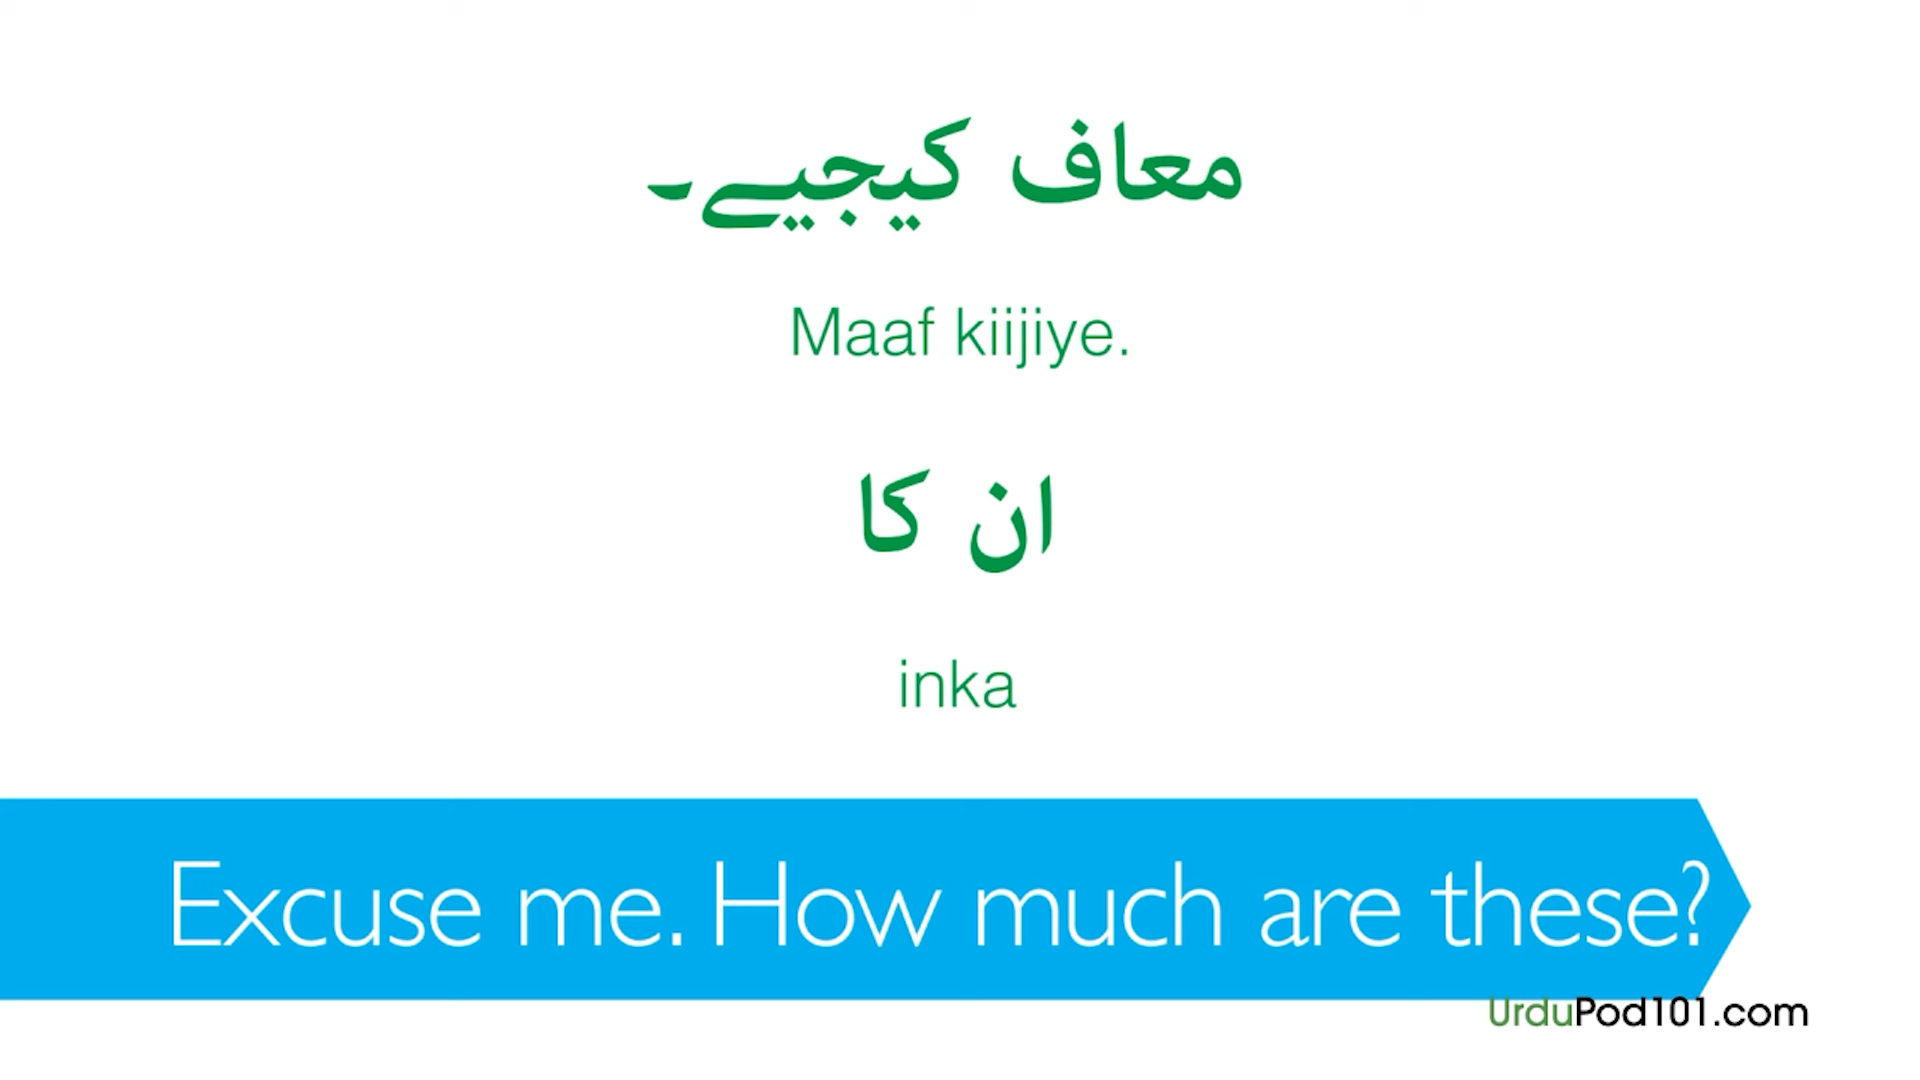 معاف کیجیے۔
Maaf kiijiye.
ان کا
inka
Excuse me. How much are these?
UrduPod101.com